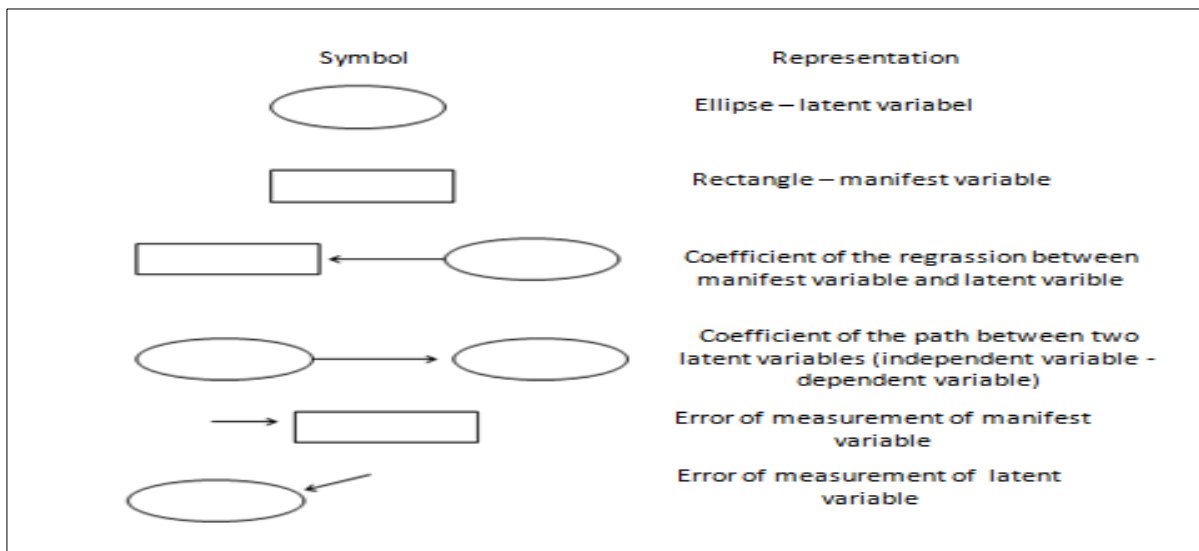 Symbol Representation
Ellipse – latent variabel
Rectangle – manifest variable
Coefficient of the regrassion between
manifest variable and latent varible
Coefficient of the path between two
latent variables (independent variable -
dependent variable)
Error of measurement of manifest
variable
Error of measurement of latent
variable